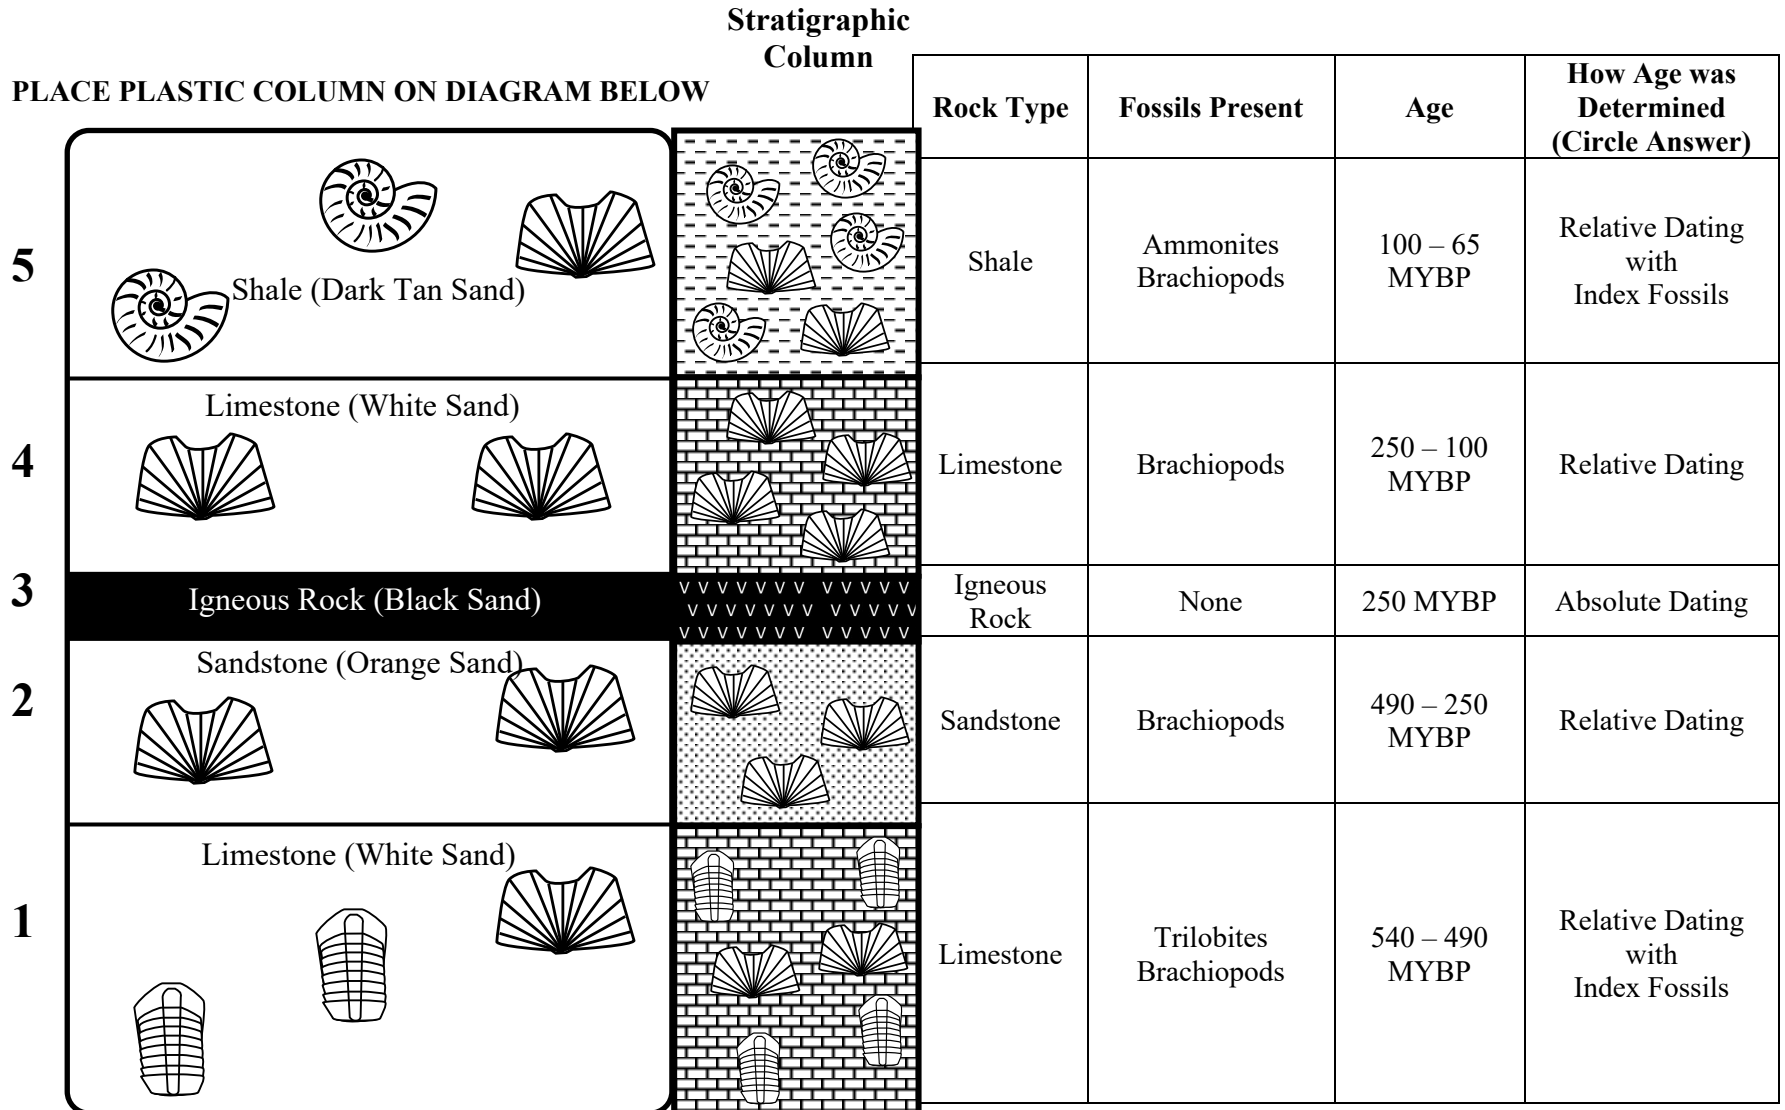 Stratigraphic
Column
PLACE PLASTIC COLUMN ON DIAGRAM BELOW
Rock Type
Fossils Present
Age
How Age was
Determined
(Circle Answer)
5
Shale (Dark Tan Sand)
Shale
Ammonites
Brachiopods
100 – 65
MYBP
Relative Dating
with
Index Fossils
4
Limestone (White Sand)
Limestone
Brachiopods
250 – 100
MYBP
Relative Dating
3
Igneous Rock (Black Sand)
Igneous
Rock
None
250 MYBP
Absolute Dating
2
Sandstone (Orange Sand)
Sandstone
Brachiopods
490 – 250
MYBP
Relative Dating
1
Limestone (White Sand)
Limestone
Trilobites
Brachiopods
540 – 490
MYBP
Relative Dating
with
Index Fossils